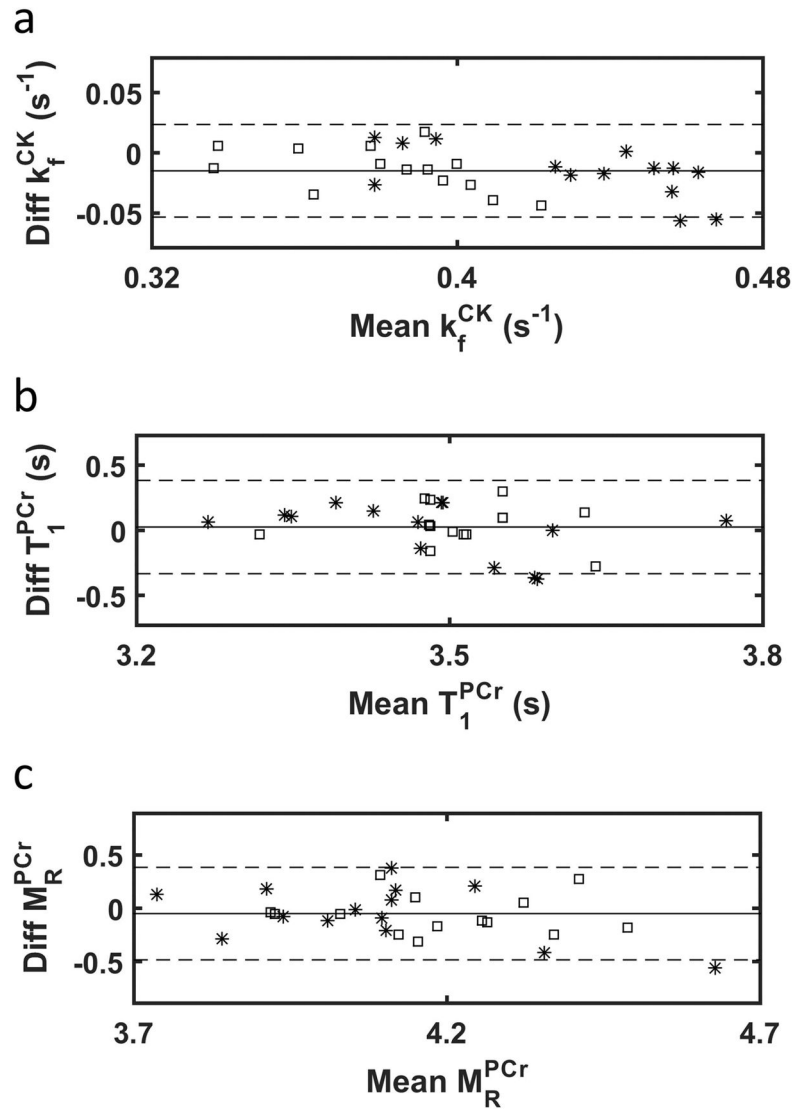 a
Diff k_f^CK (s^-1)
0.05
0
-0.05
0.32 0.4 0.48
Mean k_f^CK (s^-1)
b
Diff T_1^PCr (s)
0.5
0
-0.5
3.2 3.5 3.8
Mean T_1^PCr (s)
c
Diff M_R^PCr
0.5
0
-0.5
3.7 4.2 4.7
Mean M_R^PCr